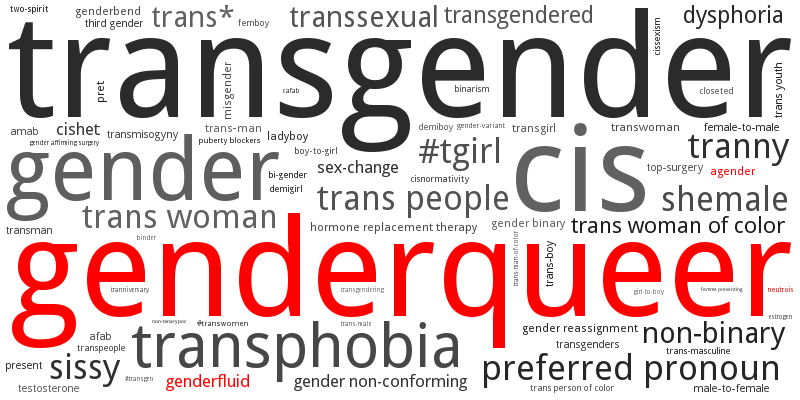 two-spirit
genderbend
third gender
trans*
femboy
transsexual
transgendered
dysphoria
cissexism
transgender
pret
misgender
cafab
binarism
closeted
trans youth
amab
cishet
transmisogyny
trans-man
ladyboy
demiboy
gender-variant
transgirl
transwoman
female-to-male
gender affirming surgery
puberty blockers
boy-to-girl
#tgirl
cis
tranny
gender
bi-gender
sex-change
cisnormativity
top-surgery
agender
demigirl
trans people
shemale
trans woman
transman
hormone replacement therapy
gender binary
trans woman of color
binder
trans-man-of-color
trans-boy
genderqueer
tranniversary
transgendering
girl-to-boy
femme presenting
neutrois
non-binarypoc
#transwomen
trans-male
estrogen
afab
transphobia
gender reassignment
non-binary
transpeople
transgenders
trans-masculine
present
sissy
#transgen
genderfluid
gender non-conforming
preferred pronoun
testosterone
trans person of color
male-to-female